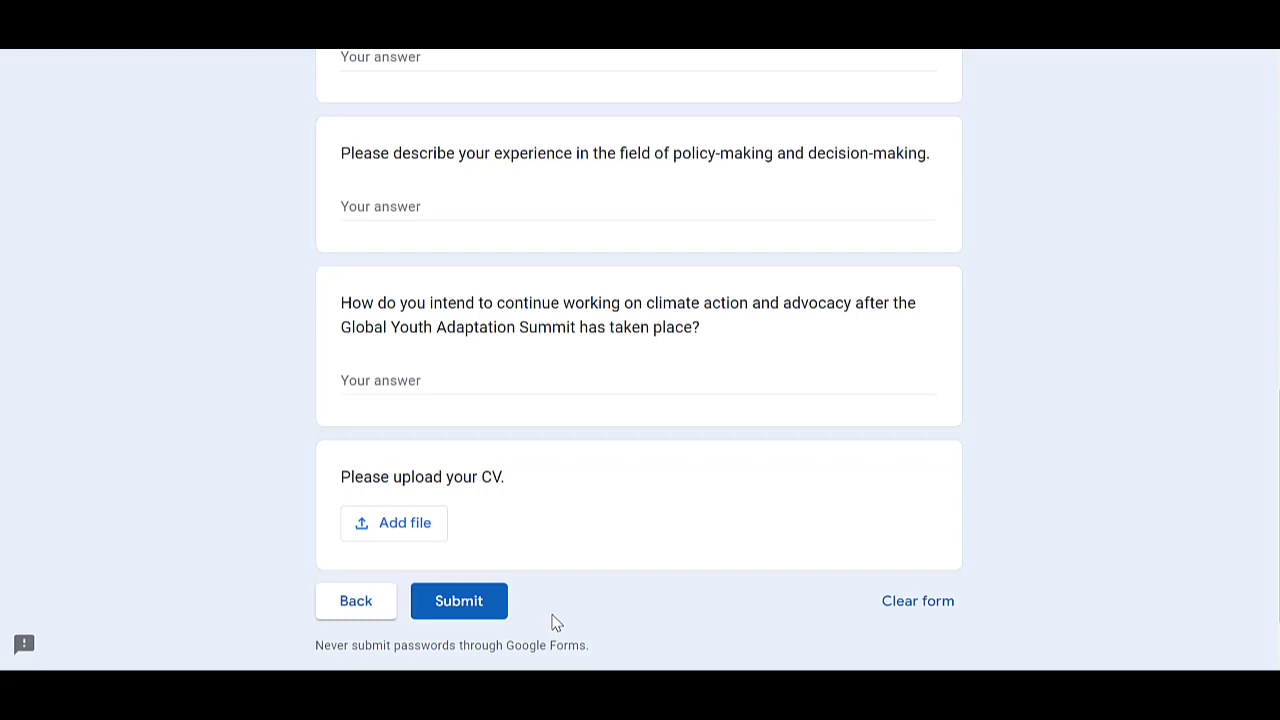 Your answer
Please describe your experience in the field of policy-making and decision-making.
Your answer
How do you intend to continue working on climate action and advocacy after the
Global Youth Adaptation Summit has taken place?
Your answer
Please upload your CV.
Add file
Back
Submit
Clear form
Never submit passwords through Google Forms.